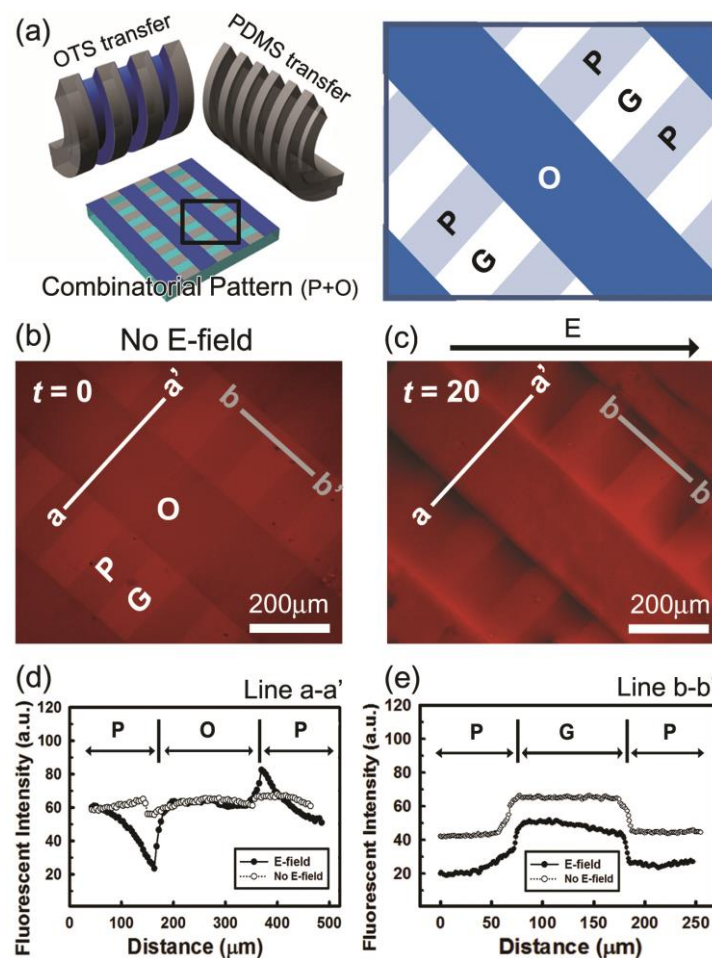 (a)
OTS transfer
PDMS transfer
Combinatorial Pattern (P+O)
P
G
P
O
P
G
(b)
No E-field
(c)
E
t = 0
a'
b
a
b'
O
P
G
200μm
t = 20
a'
b
a
b
200μm
(d)
Line a-a'
P
O
P
Fluorescent Intensity (a.u.)
120
100
80
60
40
20
E-field
No E-field
0
100
200
300
400
500
Distance (μm)
(e)
Line b-b'
P
G
P
Fluorescent Intensity (a.u.)
120
100
80
60
40
20
E-field
No E-field
0
50
100
150
200
250
Distance (μm)